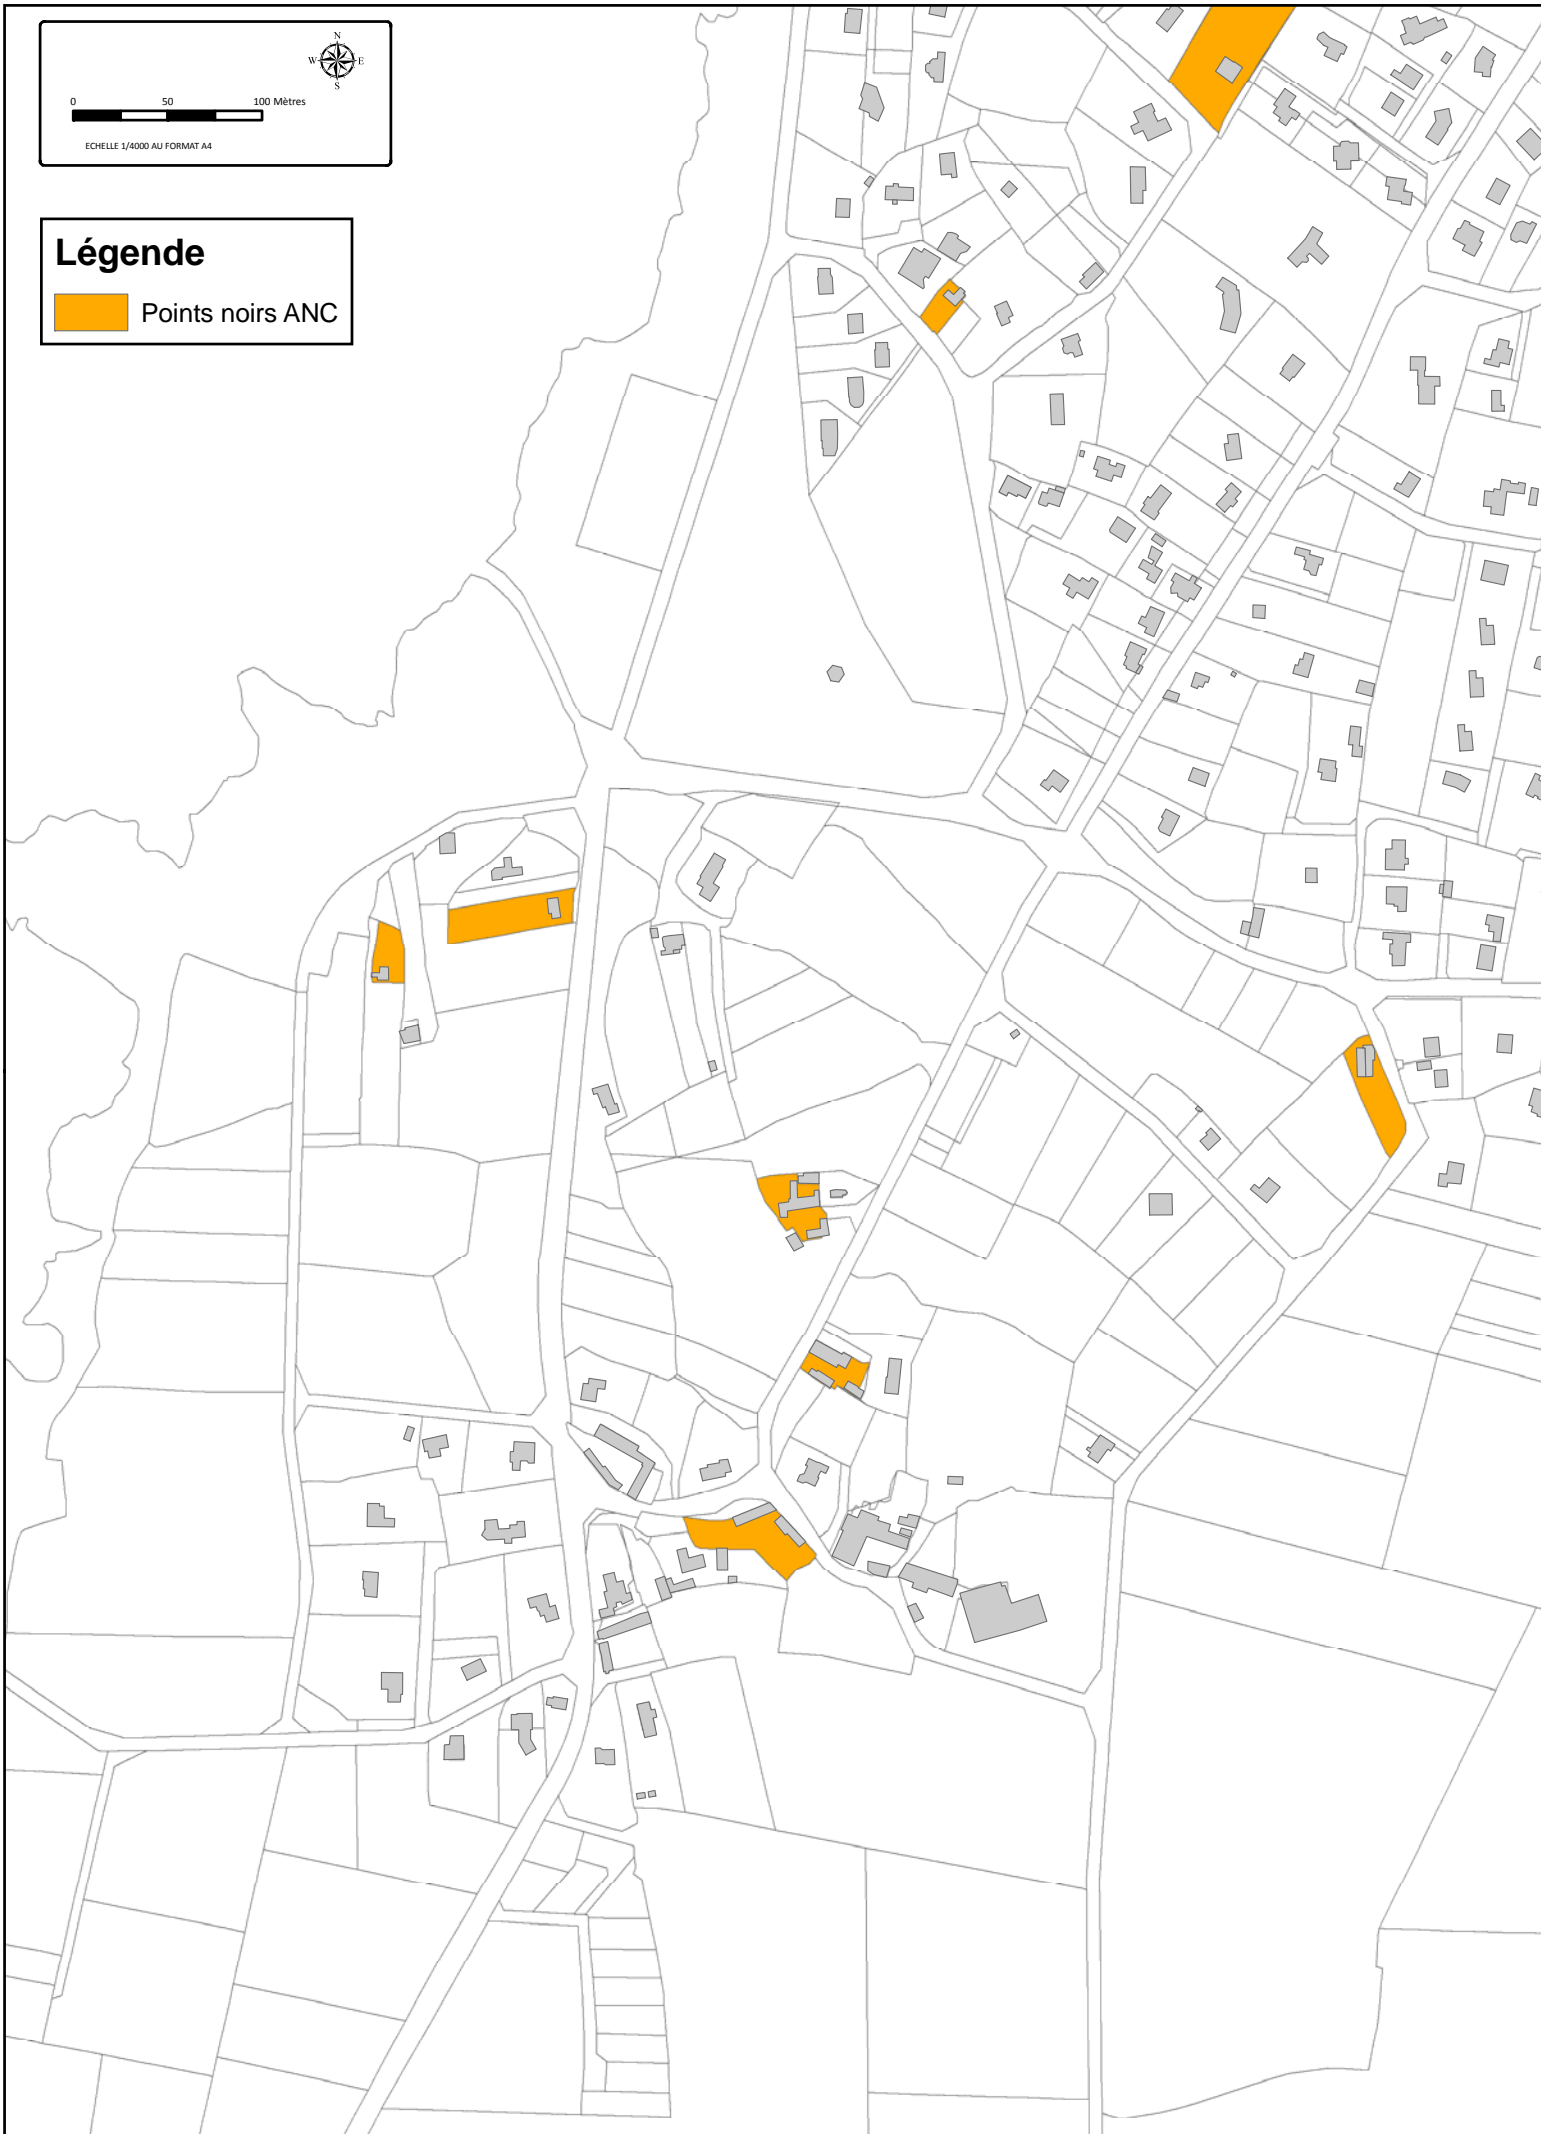 N
W E
S
0 50 100 Mètres
ECHELLE 1/4000 AU FORMAT A4
Légende
Points noirs ANC